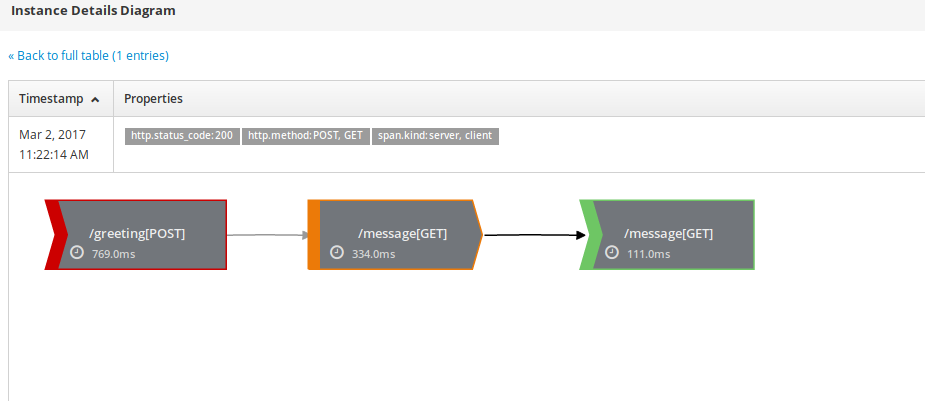 Instance Details Diagram
« Back to full table (1 entries)
Timestamp Properties
Mar 2, 2017
11:22:14 AM
http.status_code:200 http.method:POST, GET span.kind:server, client
/greeting[POST]
769.0ms
/message[GET]
334.0ms
/message[GET]
111.0ms